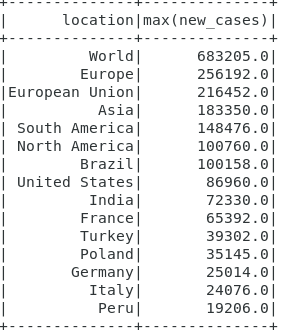 +--------------+--------------+
|      location|max(new_cases)|
+--------------+--------------+
|         World|      683205.0|
|        Europe|      256192.0|
|European Union|      216452.0|
|          Asia|      183350.0|
| South America|      148476.0|
| North America|      100760.0|
|        Brazil|      100158.0|
| United States|       86960.0|
|         India|       72330.0|
|        France|       65392.0|
|        Turkey|       39302.0|
|        Poland|       35145.0|
|       Germany|       25014.0|
|         Italy|       24076.0|
|          Peru|       19206.0|
+--------------+--------------+